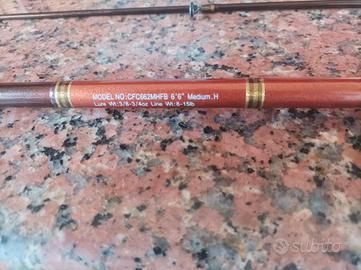 MODEL NO:CFC662MHFB 6'6" Medium.H
Lure Wt:3/8-3/4oz Line Wt:8-15lb
subito